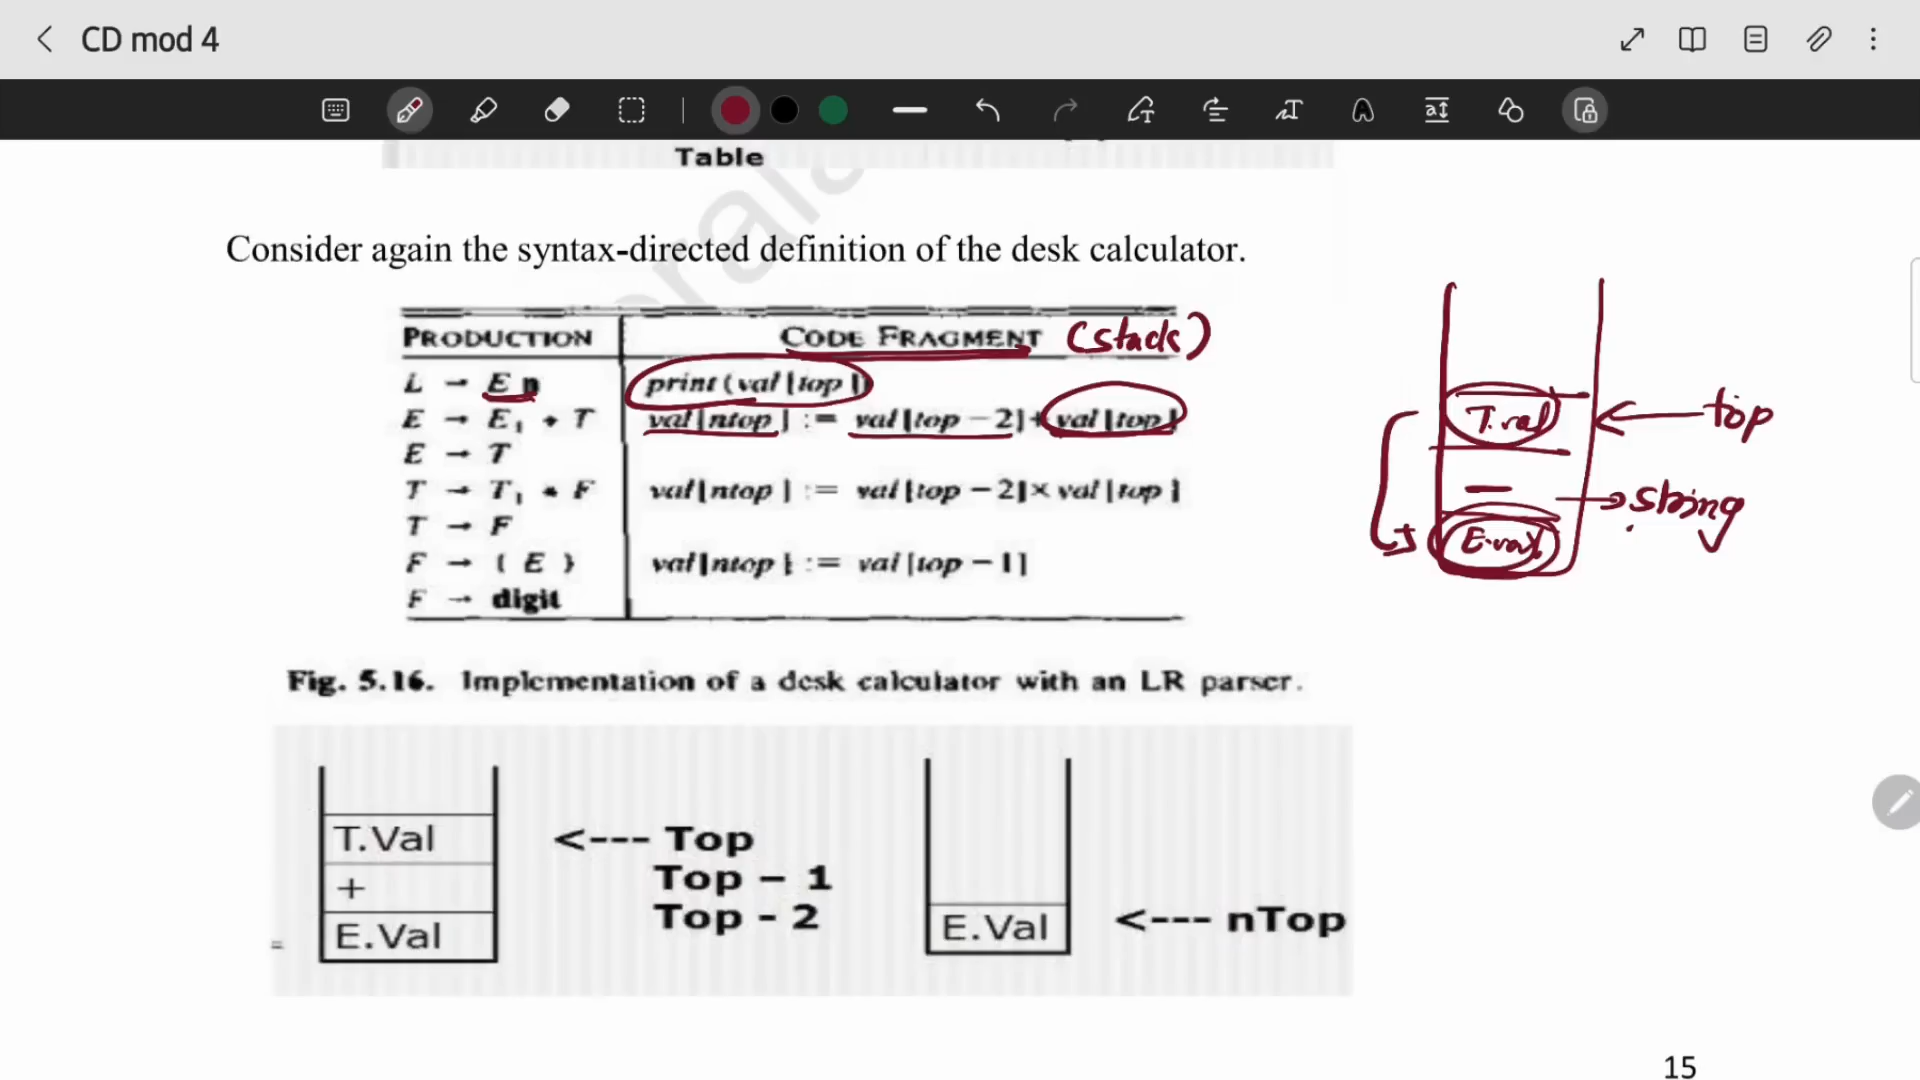 CD mod 4
Table
Consider again the syntax-directed definition of the desk calculator.
PRODUCTION CODE FRAGMENT (stack)
L → E n print (val [top])
E → E₁ + T val [ntop] := val [top − 2] + val [top]
E → T
T → T₁ * F val [ntop] := val [top − 2] × val [top]
T → F
F → ( E ) val [ntop] := val [top − 1]
F → digit
T.val top
string
E.val
Fig. 5.16. Implementation of a desk calculator with an LR parser.
T.Val <--- Top
+ Top - 1
E.Val Top - 2
E.Val <--- nTop
=
15